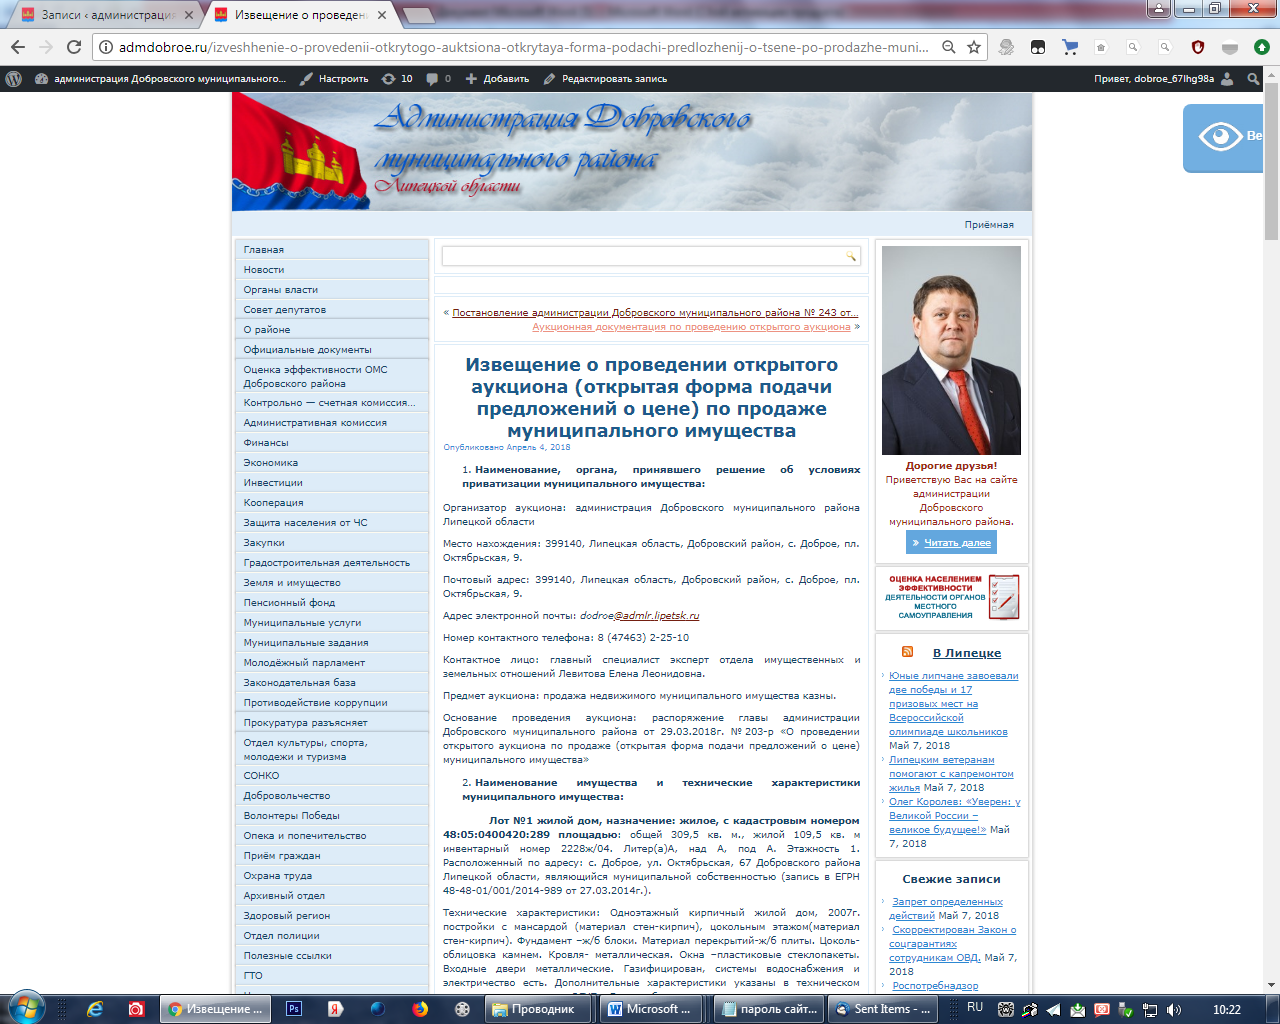 Записи ‹ администрация
Извещение о проведени
admdobroe.ru/izveshhenie-o-provedenii-otkrytogo-auktsiona-otkrytaya-forma-podachi-predlozhenij-o-tsene-po-prodazhe-muni...
администрация Добровского муниципального...
Настроить
10
0
Добавить
Редактировать запись
Привет, dobroe_67lhg98a
Администрация Добровского
муниципального района
Липецкой области
Ве
Приёмная
Главная
Новости
Органы власти
Совет депутатов
О районе
Официальные документы
Оценка эффективности ОМС
Добровского района
Контрольно — счетная комиссия...
Административная комиссия
Финансы
Экономика
Инвестиции
Кооперация
Защита населения от ЧС
Закупки
Градостроительная деятельность
Земля и имущество
Пенсионный фонд
Муниципальные услуги
Муниципальные задания
Молодёжный парламент
Законодательная база
Противодействие коррупции
Прокуратура разъясняет
Отдел культуры, спорта,
молодежи и туризма
СОНКО
Добровольчество
Волонтеры Победы
Опека и попечительство
Приём граждан
Охрана труда
Архивный отдел
Здоровый регион
Отдел полиции
Полезные ссылки
ГТО
« Постановление администрации Добровского муниципального района № 243 от...
Аукционная документация по проведению открытого аукциона »
Извещение о проведении открытого
аукциона (открытая форма подачи
предложений о цене) по продаже
муниципального имущества
Опубликовано Апрель 4, 2018
1. Наименование, органа, принявшего решение об условиях
приватизации муниципального имущества:
Организатор аукциона: администрация Добровского муниципального района
Липецкой области
Место нахождения: 399140, Липецкая область, Добровский район, с. Доброе, пл.
Октябрьская, 9.
Почтовый адрес: 399140, Липецкая область, Добровский район, с. Доброе, пл.
Октябрьская, 9.
Адрес электронной почты: dodroe@admlr.lipetsk.ru
Номер контактного телефона: 8 (47463) 2-25-10
Контактное лицо: главный специалист эксперт отдела имущественных и
земельных отношений Левитова Елена Леонидовна.
Предмет аукциона: продажа недвижимого муниципального имущества казны.
Основание проведения аукциона: распоряжение главы администрации
Добровского муниципального района от 29.03.2018г. №203-р «О проведении
открытого аукциона по продаже (открытая форма подачи предложений о цене)
муниципального имущества»
2. Наименование имущества и технические характеристики
муниципального имущества:
Лот №1 жилой дом, назначение: жилое, с кадастровым номером
48:05:0400420:289 площадью: общей 309,5 кв. м., жилой 109,5 кв. м
инвентарный номер 2228ж/04. Литер(а)А, над А, под А. Этажность 1.
Расположенный по адресу: с. Доброе, ул. Октябрьская, 67 Добровского района
Липецкой области, являющийся муниципальной собственностью (запись в ЕГРН
48-48-01/001/2014-989 от 27.03.2014г.).
Технические характеристики: Одноэтажный кирпичный жилой дом, 2007г.
постройки с мансардой (материал стен-кирпич), цокольным этажом(материал
стен-кирпич). Фундамент –ж/б блоки. Материал перекрытий-ж/б плиты. Цоколь-
облицовка камнем. Кровля- металлическая. Окна –пластиковые стеклопакеты.
Входные двери металлические. Газифицирован, системы водоснабжения и
электричество есть. Дополнительные характеристики указаны в техническом
Дорогие друзья!
Приветствую Вас на сайте
администрации
Добровского
муниципального района.
» Читать далее
ОЦЕНКА НАСЕЛЕНИЕМ
ЭФФЕКТИВНОСТИ
ДЕЯТЕЛЬНОСТИ ОРГАНОВ
МЕСТНОГО
САМОУПРАВЛЕНИЯ
В Липецке
Юные липчане завоевали
две победы и 17
призовых мест на
Всероссийской
олимпиаде школьников
Май 7, 2018
Липецким ветеранам
помогают с капремонтом
жилья Май 7, 2018
Олег Королев: «Уверен: у
Великой России –
великое будущее!» Май
7, 2018
Свежие записи
Запрет определенных
действий Май 7, 2018
Скорректирован Закон о
соцгарантиях
сотрудникам ОВД. Май 7,
2018
Роспотребнадзор
Извещение ...
Проводник
Microsoft ...
пароль сайт...
Sent Items - ...
RU
10:22